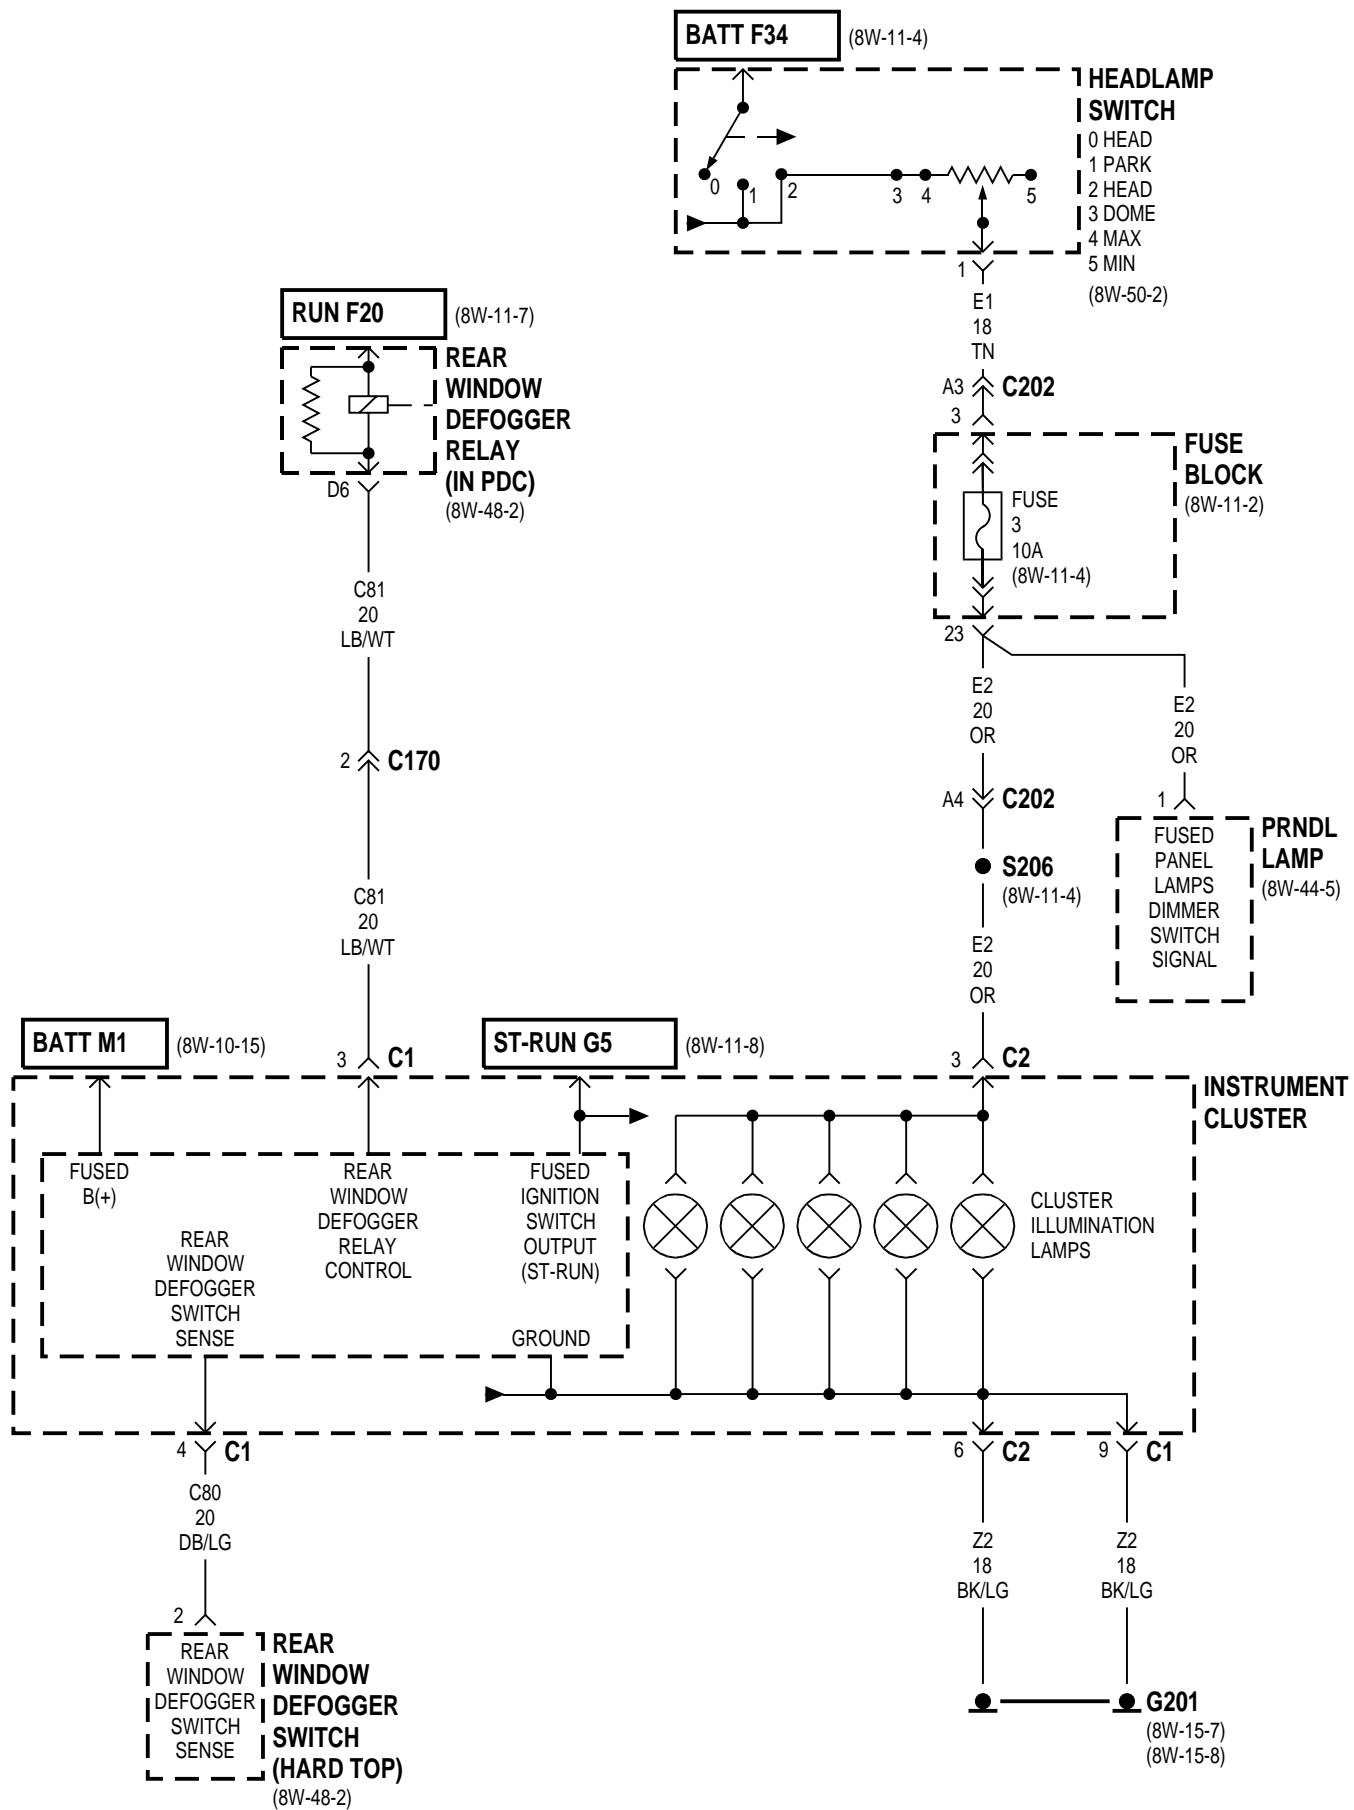 BATT F34
(8W-11-4)
HEADLAMP
SWITCH
0 HEAD
1 PARK
2 HEAD
3 DOME
4 MAX
5 MIN
(8W-50-2)
0
1
2
3
4
5
1
E1
18
TN
A3
C202
3
RUN F20
(8W-11-7)
REAR
WINDOW
DEFOGGER
RELAY
(IN PDC)
(8W-48-2)
D6
C81
20
LB/WT
2
C170
C81
20
LB/WT
3
C1
FUSE
BLOCK
(8W-11-2)
FUSE
3
10A
(8W-11-4)
23
E2
20
OR
E2
20
OR
A4
C202
S206
(8W-11-4)
E2
20
OR
3
C2
1
FUSED
PANEL
LAMPS
DIMMER
SWITCH
SIGNAL
PRNDL
LAMP
(8W-44-5)
BATT M1
(8W-10-15)
ST-RUN G5
(8W-11-8)
INSTRUMENT
CLUSTER
FUSED
B(+)
REAR
WINDOW
DEFOGGER
SWITCH
SENSE
REAR
WINDOW
DEFOGGER
RELAY
CONTROL
FUSED
IGNITION
SWITCH
OUTPUT
(ST-RUN)
GROUND
CLUSTER
ILLUMINATION
LAMPS
4
C1
C80
20
DB/LG
2
REAR
WINDOW
DEFOGGER
SWITCH
SENSE
REAR
WINDOW
DEFOGGER
SWITCH
(HARD TOP)
(8W-48-2)
6
C2
9
C1
Z2
18
BK/LG
Z2
18
BK/LG
G201
(8W-15-7)
(8W-15-8)